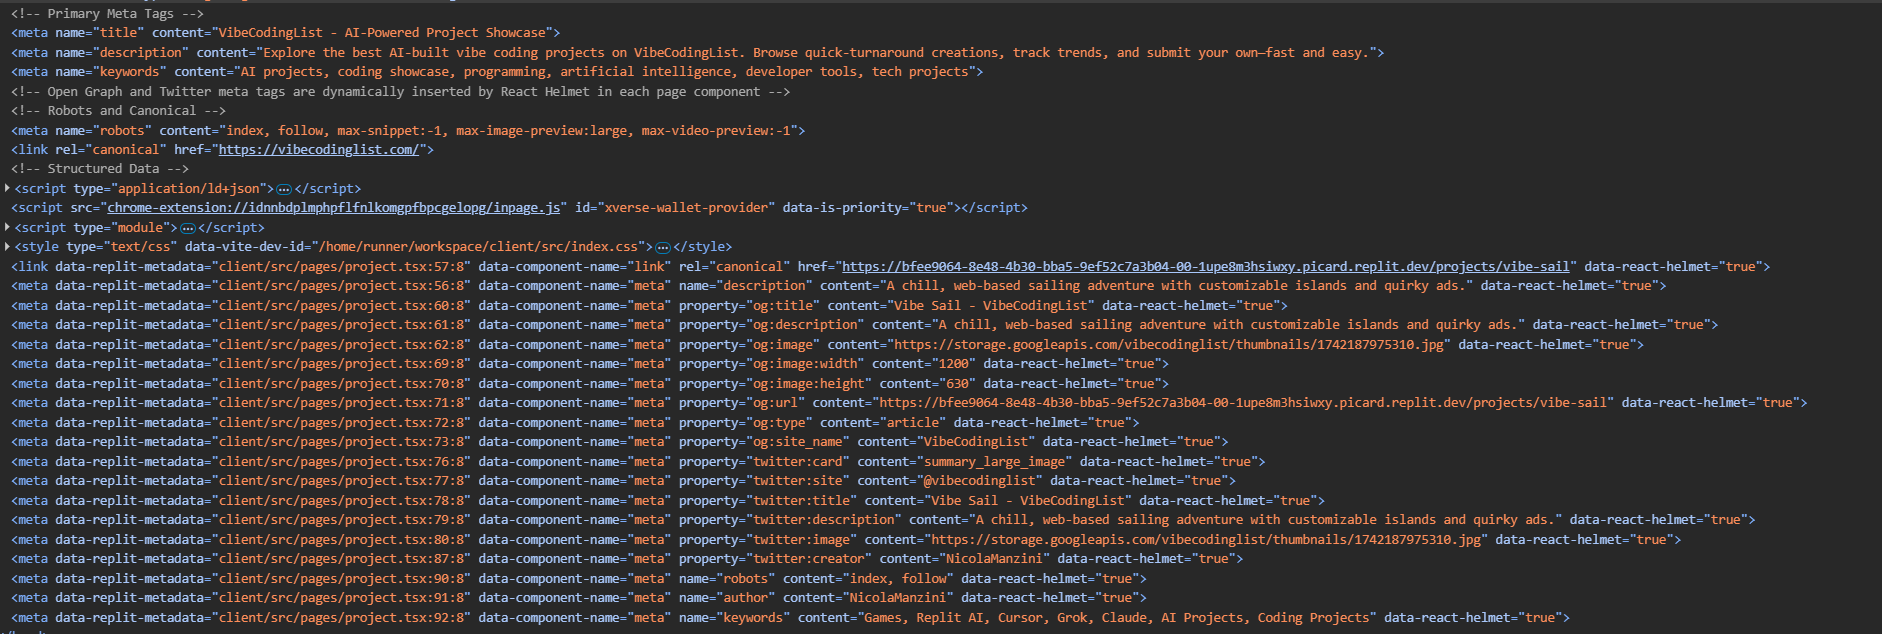 <!-- Primary Meta Tags -->
<meta name="title" content="VibeCodingList - AI-Powered Project Showcase">
<meta name="description" content="Explore the best AI-built vibe coding projects on VibeCodingList. Browse quick-turnaround creations, track trends, and submit your own—fast and easy.">
<meta name="keywords" content="AI projects, coding showcase, programming, artificial intelligence, developer tools, tech projects">
<!-- Open Graph and Twitter meta tags are dynamically inserted by React Helmet in each page component -->
<!-- Robots and Canonical -->
<meta name="robots" content="index, follow, max-snippet:-1, max-image-preview:large, max-video-preview:-1">
<link rel="canonical" href="https://vibecodinglist.com/">
<!-- Structured Data -->
<script type="application/ld+json">…</script>
<script src="chrome-extension://idnnbdplmphpflfnlkomgpfbpcgelopg/inpage.js" id="xverse-wallet-provider" data-is-priority="true"></script>
<script type="module">…</script>
<style type="text/css" data-vite-dev-id="/home/runner/workspace/client/src/index.css">…</style>
<link data-replit-metadata="client/src/pages/project.tsx:57:8" data-component-name="link" rel="canonical" href="https://bfee9064-8e48-4b30-bba5-9ef52c7a3b04-00-1upe8m3hsiwxy.picard.replit.dev/projects/vibe-sail" data-react-helmet="true">
<meta data-replit-metadata="client/src/pages/project.tsx:56:8" data-component-name="meta" name="description" content="A chill, web-based sailing adventure with customizable islands and quirky ads." data-react-helmet="true">
<meta data-replit-metadata="client/src/pages/project.tsx:60:8" data-component-name="meta" property="og:title" content="Vibe Sail - VibeCodingList" data-react-helmet="true">
<meta data-replit-metadata="client/src/pages/project.tsx:61:8" data-component-name="meta" property="og:description" content="A chill, web-based sailing adventure with customizable islands and quirky ads." data-react-helmet="true">
<meta data-replit-metadata="client/src/pages/project.tsx:62:8" data-component-name="meta" property="og:image" content="https://storage.googleapis.com/vibecodinglist/thumbnails/1742187975310.jpg" data-react-helmet="true">
<meta data-replit-metadata="client/src/pages/project.tsx:69:8" data-component-name="meta" property="og:image:width" content="1200" data-react-helmet="true">
<meta data-replit-metadata="client/src/pages/project.tsx:70:8" data-component-name="meta" property="og:image:height" content="630" data-react-helmet="true">
<meta data-replit-metadata="client/src/pages/project.tsx:71:8" data-component-name="meta" property="og:url" content="https://bfee9064-8e48-4b30-bba5-9ef52c7a3b04-00-1upe8m3hsiwxy.picard.replit.dev/projects/vibe-sail" data-react-helmet="true">
<meta data-replit-metadata="client/src/pages/project.tsx:72:8" data-component-name="meta" property="og:type" content="article" data-react-helmet="true">
<meta data-replit-metadata="client/src/pages/project.tsx:73:8" data-component-name="meta" property="og:site_name" content="VibeCodingList" data-react-helmet="true">
<meta data-replit-metadata="client/src/pages/project.tsx:76:8" data-component-name="meta" property="twitter:card" content="summary_large_image" data-react-helmet="true">
<meta data-replit-metadata="client/src/pages/project.tsx:77:8" data-component-name="meta" property="twitter:site" content="@vibecodinglist" data-react-helmet="true">
<meta data-replit-metadata="client/src/pages/project.tsx:78:8" data-component-name="meta" property="twitter:title" content="Vibe Sail - VibeCodingList" data-react-helmet="true">
<meta data-replit-metadata="client/src/pages/project.tsx:79:8" data-component-name="meta" property="twitter:description" content="A chill, web-based sailing adventure with customizable islands and quirky ads." data-react-helmet="true">
<meta data-replit-metadata="client/src/pages/project.tsx:80:8" data-component-name="meta" property="twitter:image" content="https://storage.googleapis.com/vibecodinglist/thumbnails/1742187975310.jpg" data-react-helmet="true">
<meta data-replit-metadata="client/src/pages/project.tsx:87:8" data-component-name="meta" property="twitter:creator" content="NicolaManzini" data-react-helmet="true">
<meta data-replit-metadata="client/src/pages/project.tsx:90:8" data-component-name="meta" name="robots" content="index, follow" data-react-helmet="true">
<meta data-replit-metadata="client/src/pages/project.tsx:91:8" data-component-name="meta" name="author" content="NicolaManzini" data-react-helmet="true">
<meta data-replit-metadata="client/src/pages/project.tsx:92:8" data-component-name="meta" name="keywords" content="Games, Replit AI, Cursor, Grok, Claude, AI Projects, Coding Projects" data-react-helmet="true">